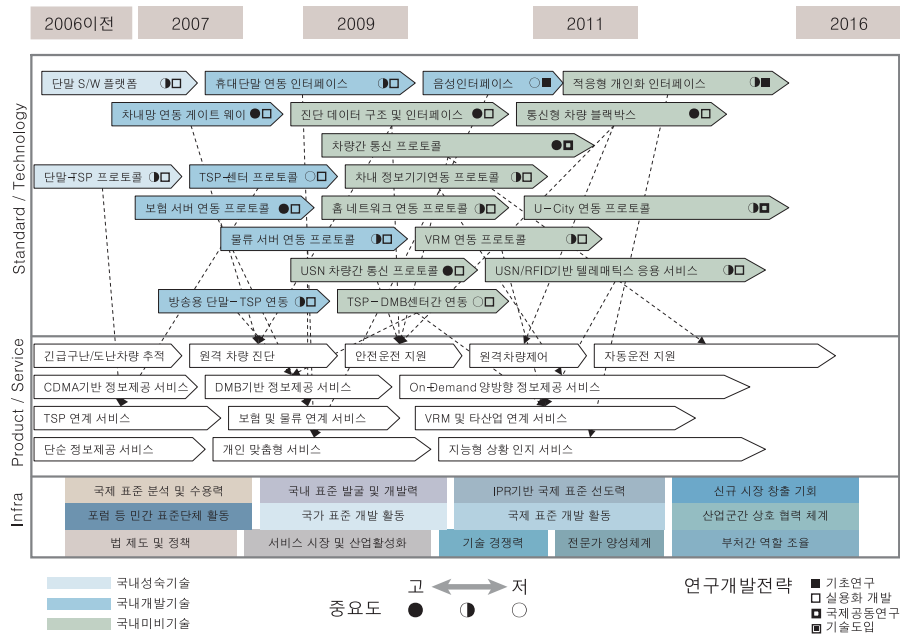 2006이전 2007 2009 2011 2016
Standard / Technology
단말 S/W 플랫폼 휴대단말 연동 인터페이스 음성인터페이스 적응형 개인화 인터페이스
차내망 연동 게이트 웨이 진단 데이터 구조 및 인터페이스 통신형 차량 블랙박스
차량간 통신 프로토콜
단말-TSP 프로토콜 TSP-센터 프로토콜 차내 정보기기연동 프로토콜
보험 서버 연동 프로토콜 홈 네트워크 연동 프로토콜 U-City 연동 프로토콜
물류 서버 연동 프로토콜 VRM 연동 프로토콜
USN 차량간 통신 프로토콜 USN/RFID기반 텔레매틱스 응용 서비스
방송용 단말-TSP 연동 TSP-DMB센터간 연동
Product / Service
긴급구난/도난차량 추적 원격 차량 진단 안전운전 지원 원격차량제어 자동운전 지원
CDMA기반 정보제공 서비스 DMB기반 정보제공 서비스 On-Demand 양방향 정보제공 서비스
TSP 연계 서비스 보험 및 물류 연계 서비스 VRM 및 타산업 연계 서비스
단순 정보제공 서비스 개인 맞춤형 서비스 지능형 상황 인지 서비스
Infra
국제 표준 분석 및 수용력 국내 표준 발굴 및 개발력 IPR기반 국제 표준 선도력 신규 시장 창출 기회
포럼 등 민간 표준단체 활동 국가 표준 개발 활동 국제 표준 개발 활동 산업군간 상호 협력 체계
법 제도 및 정책 서비스 시장 및 산업활성화 기술 경쟁력 전문가 양성체계 부처간 역할 조율
국내성숙기술
국내개발기술
국내미비기술
고 저
중요도
연구개발전략
기초연구
실용화 개발
국제공동연구
기술도입